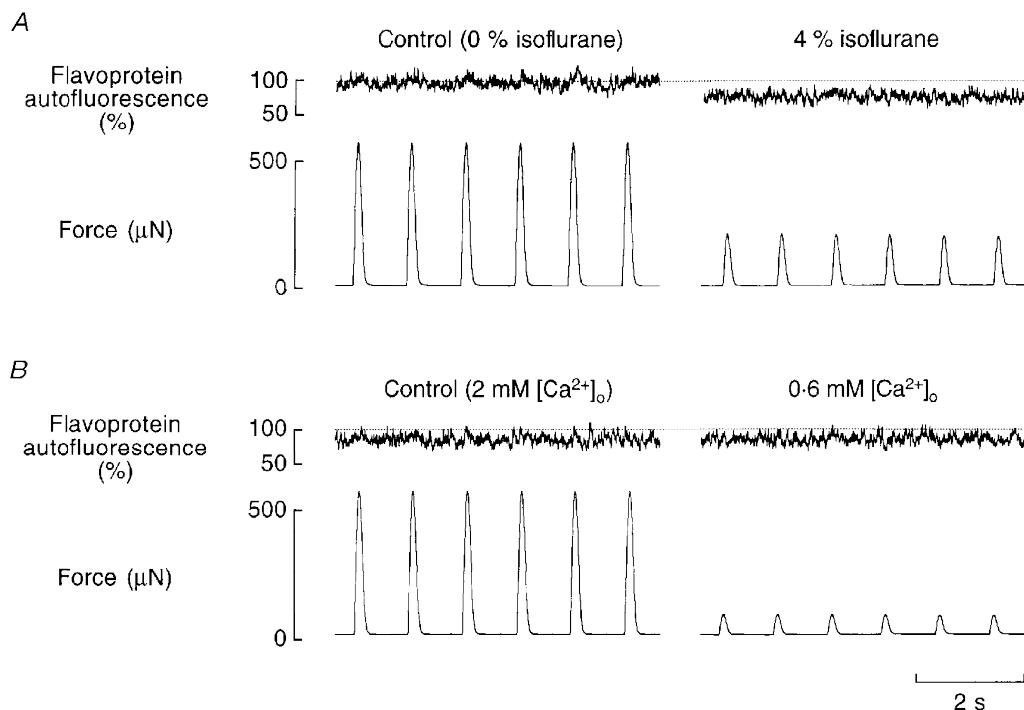 A
Control (0 % isoflurane)
4 % isoflurane
Flavoprotein
autofluorescence
(%)
100
50
500
Force (μN)
0
B
Control (2 mM [Ca²⁺]ₒ)
0·6 mM [Ca²⁺]ₒ
Flavoprotein
autofluorescence
(%)
100
50
500
Force (μN)
0
2 s